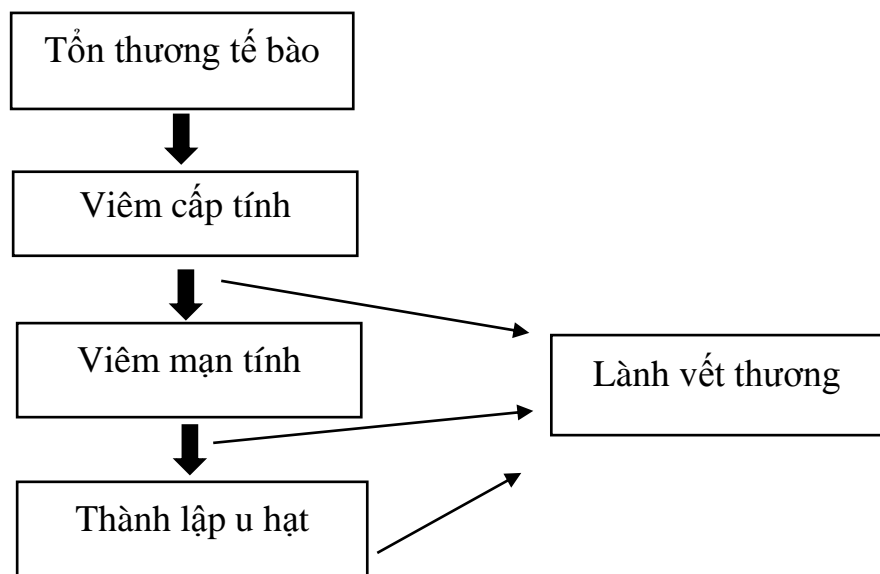 Tổn thương tế bào
Viêm cấp tính
Viêm mạn tính
Lành vết thương
Thành lập u hạt